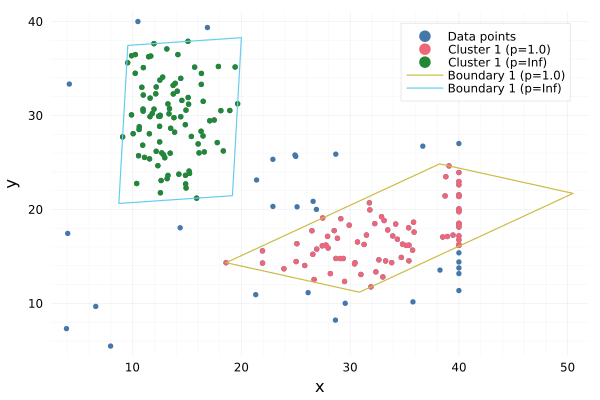 40
Data points
Cluster 1 (p=1.0)
Cluster 1 (p=Inf)
Boundary 1 (p=1.0)
Boundary 1 (p=Inf)
30
y
20
10
10 20 30 40 50
x